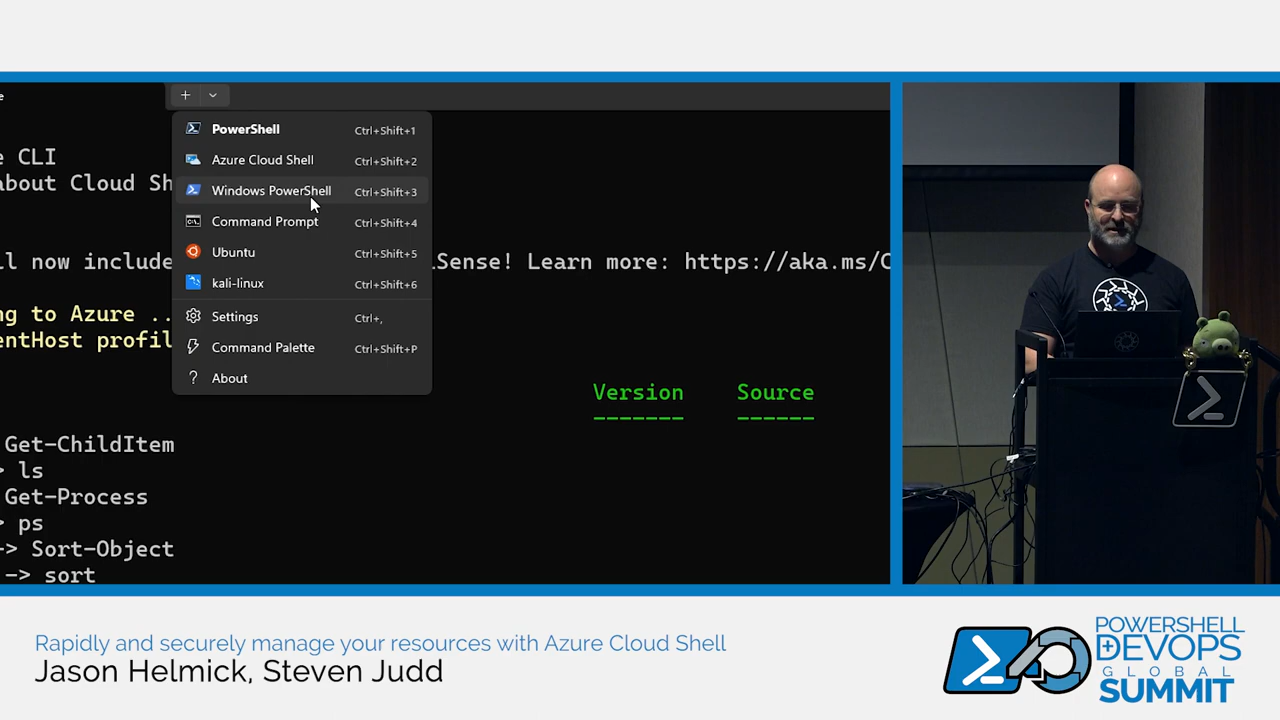 e
PowerShell Ctrl+Shift+1
Azure Cloud Shell Ctrl+Shift+2
Windows PowerShell Ctrl+Shift+3
Command Prompt Ctrl+Shift+4
Ubuntu Ctrl+Shift+5
kali-linux Ctrl+Shift+6
Settings Ctrl+,
Command Palette Ctrl+Shift+P
? About
e CLI
about Cloud Sh
ll now include lSense! Learn more: https://aka.ms/C
ng to Azure ..
entHost profil
Version Source
------- ------
Get-ChildItem
> ls
Get-Process
> ps
-> Sort-Object
-> sort
Rapidly and securely manage your resources with Azure Cloud Shell
Jason Helmick, Steven Judd
POWERSHELL
DEVOPS
GLOBAL
SUMMIT